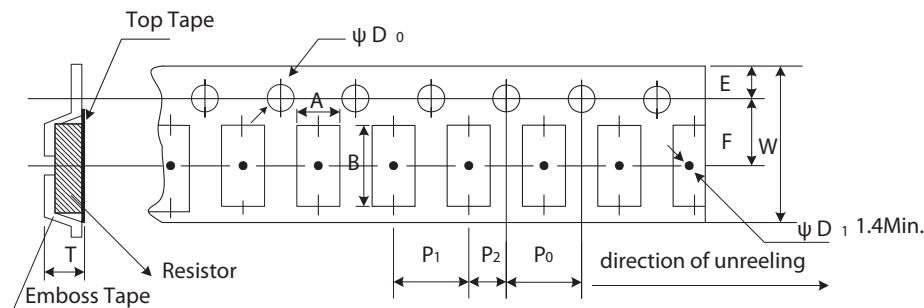 Top Tape
ψ D 0
A
E
F
W
B
ψ D 1 1.4Min.
T
Resistor
P1
P2
P0
direction of unreeling
Emboss Tape